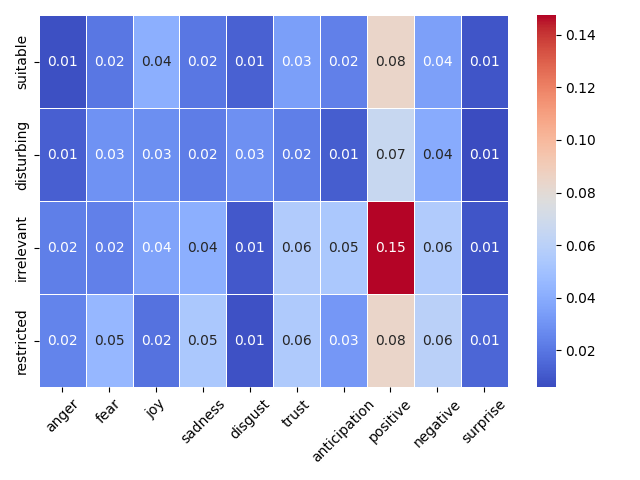 suitable 0.01 0.02 0.04 0.02 0.01 0.03 0.02 0.08 0.04 0.01
disturbing 0.01 0.03 0.03 0.02 0.03 0.02 0.01 0.07 0.04 0.01
irrelevant 0.02 0.02 0.04 0.04 0.01 0.06 0.05 0.15 0.06 0.01
restricted 0.02 0.05 0.02 0.05 0.01 0.06 0.03 0.08 0.06 0.01
anger fear joy sadness disgust trust anticipation positive negative surprise
0.14
0.12
0.10
0.08
0.06
0.04
0.02